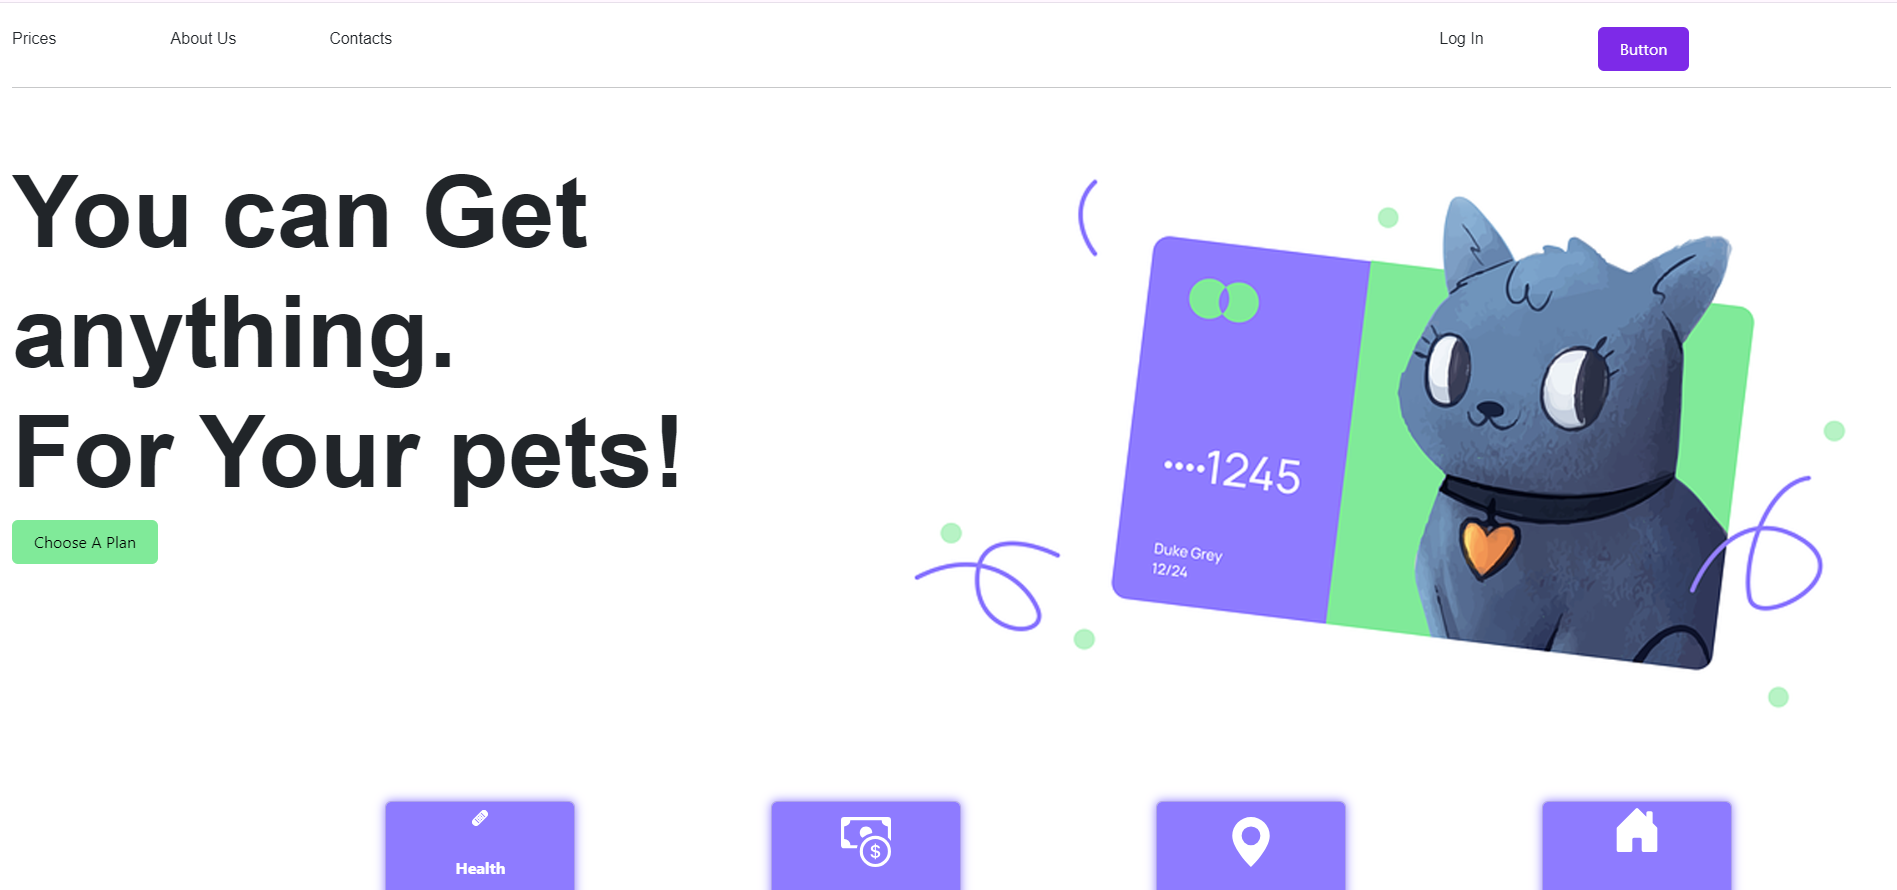 Prices About Us Contacts Log In Button
You can Get
anything.
For Your pets!
Choose A Plan
••••1245
Duke Grey
12/24
$
Health